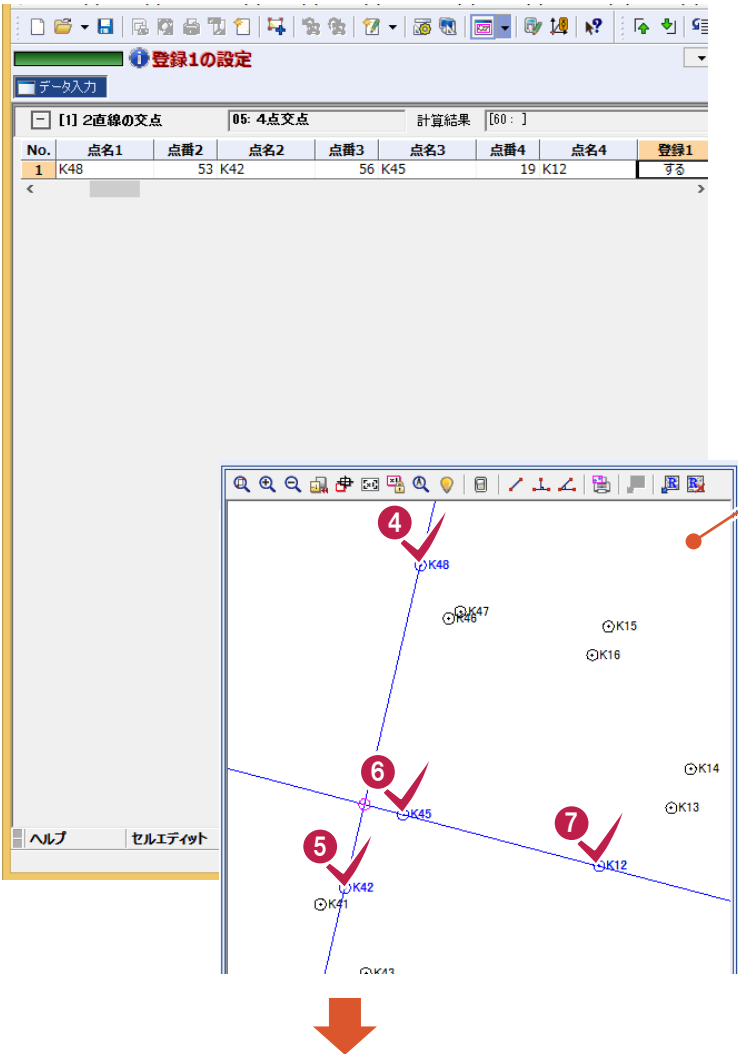 登録1の設定
データ入力
[1] 2直線の交点 05: 4点交点 計算結果 [60: ]
No. 点名1 点番2 点名2 点番3 点名3 点番4 点名4 登録1
1 K48 53 K42 56 K45 19 K12 する
4
K48
K47
K46
K15
K16
6
K14
K45
K13
7
5
K12
K42
K41
K43
ヘルプ セルエディット